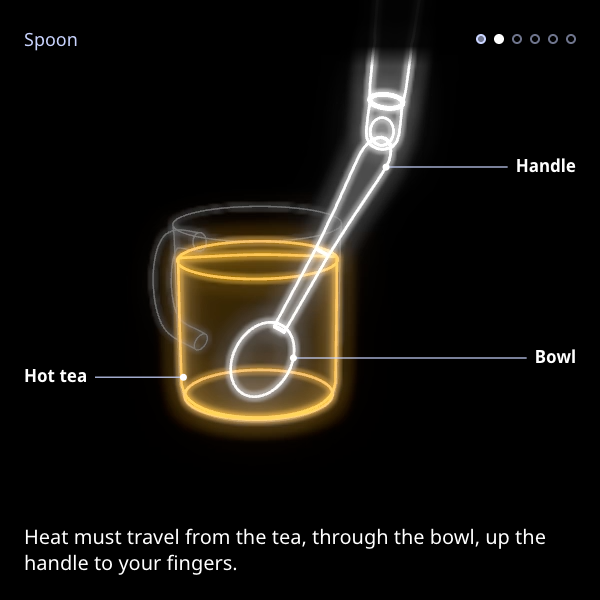 Spoon
Handle
Bowl
Hot tea
Heat must travel from the tea, through the bowl, up the
handle to your fingers.